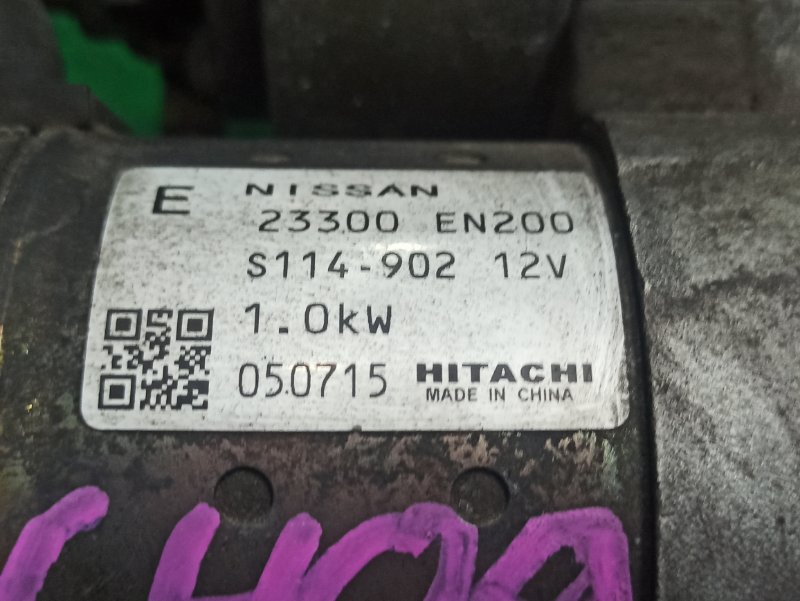 E NISSAN
23300 EN200
S114-902 12V
1.0kW
050715 HITACHI
MADE IN CHINA